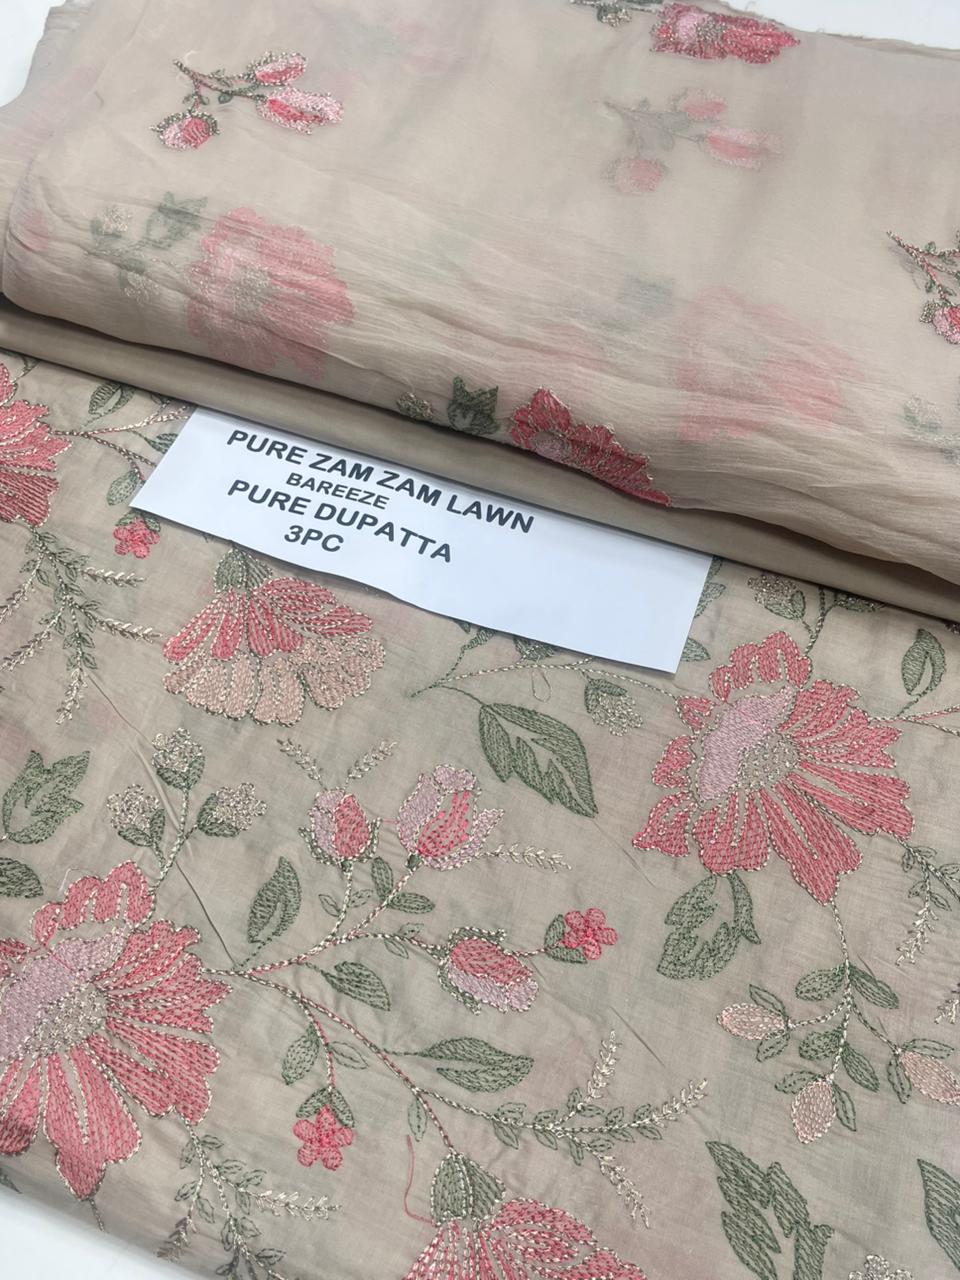 PURE ZAM ZAM LAWN
BAREEZE
PURE DUPATTA
3PC